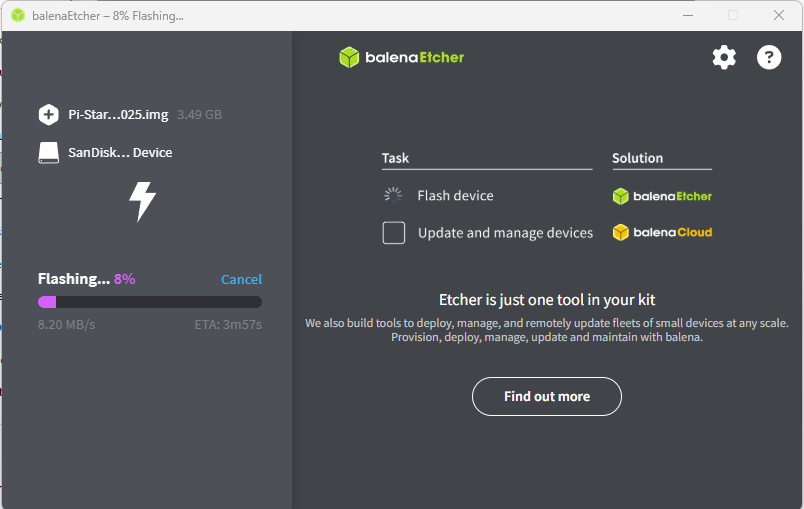 balenaEtcher – 8% Flashing...
balenaEtcher
Pi-Star...025.img 3.49 GB
SanDisk... Device
Flashing... 8% Cancel
8.20 MB/s ETA: 3m57s
Task Solution
Flash device balenaEtcher
Update and manage devices balenaCloud
Etcher is just one tool in your kit
We also build tools to deploy, manage, and remotely update fleets of small devices at any scale.
Provision, deploy, manage, update and maintain with balena.
Find out more